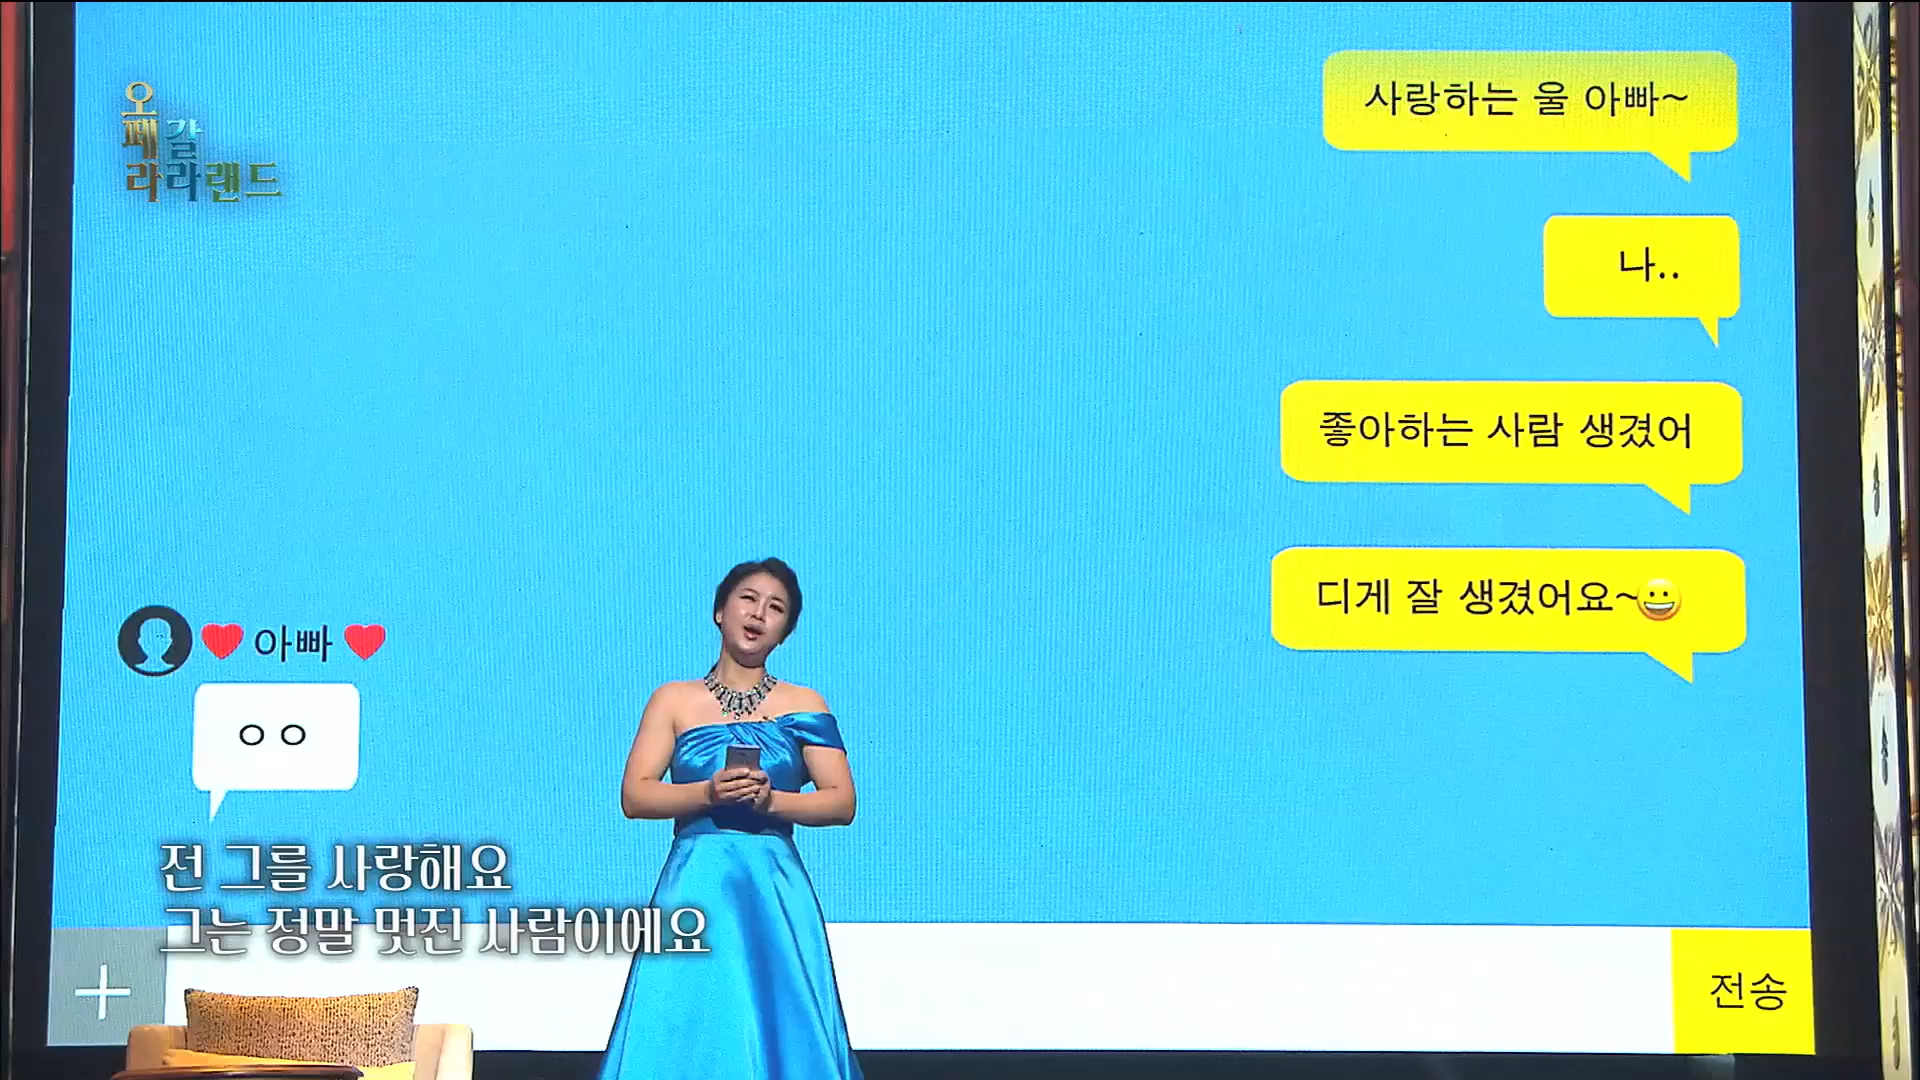 오
페 갈
라라랜드
사랑하는 울 아빠~
나..
좋아하는 사람 생겼어
디게 잘 생겼어요~😀
❤ 아빠 ❤
ㅇㅇ
전 그를 사랑해요
그는 정말 멋진 사람이에요
+
전송